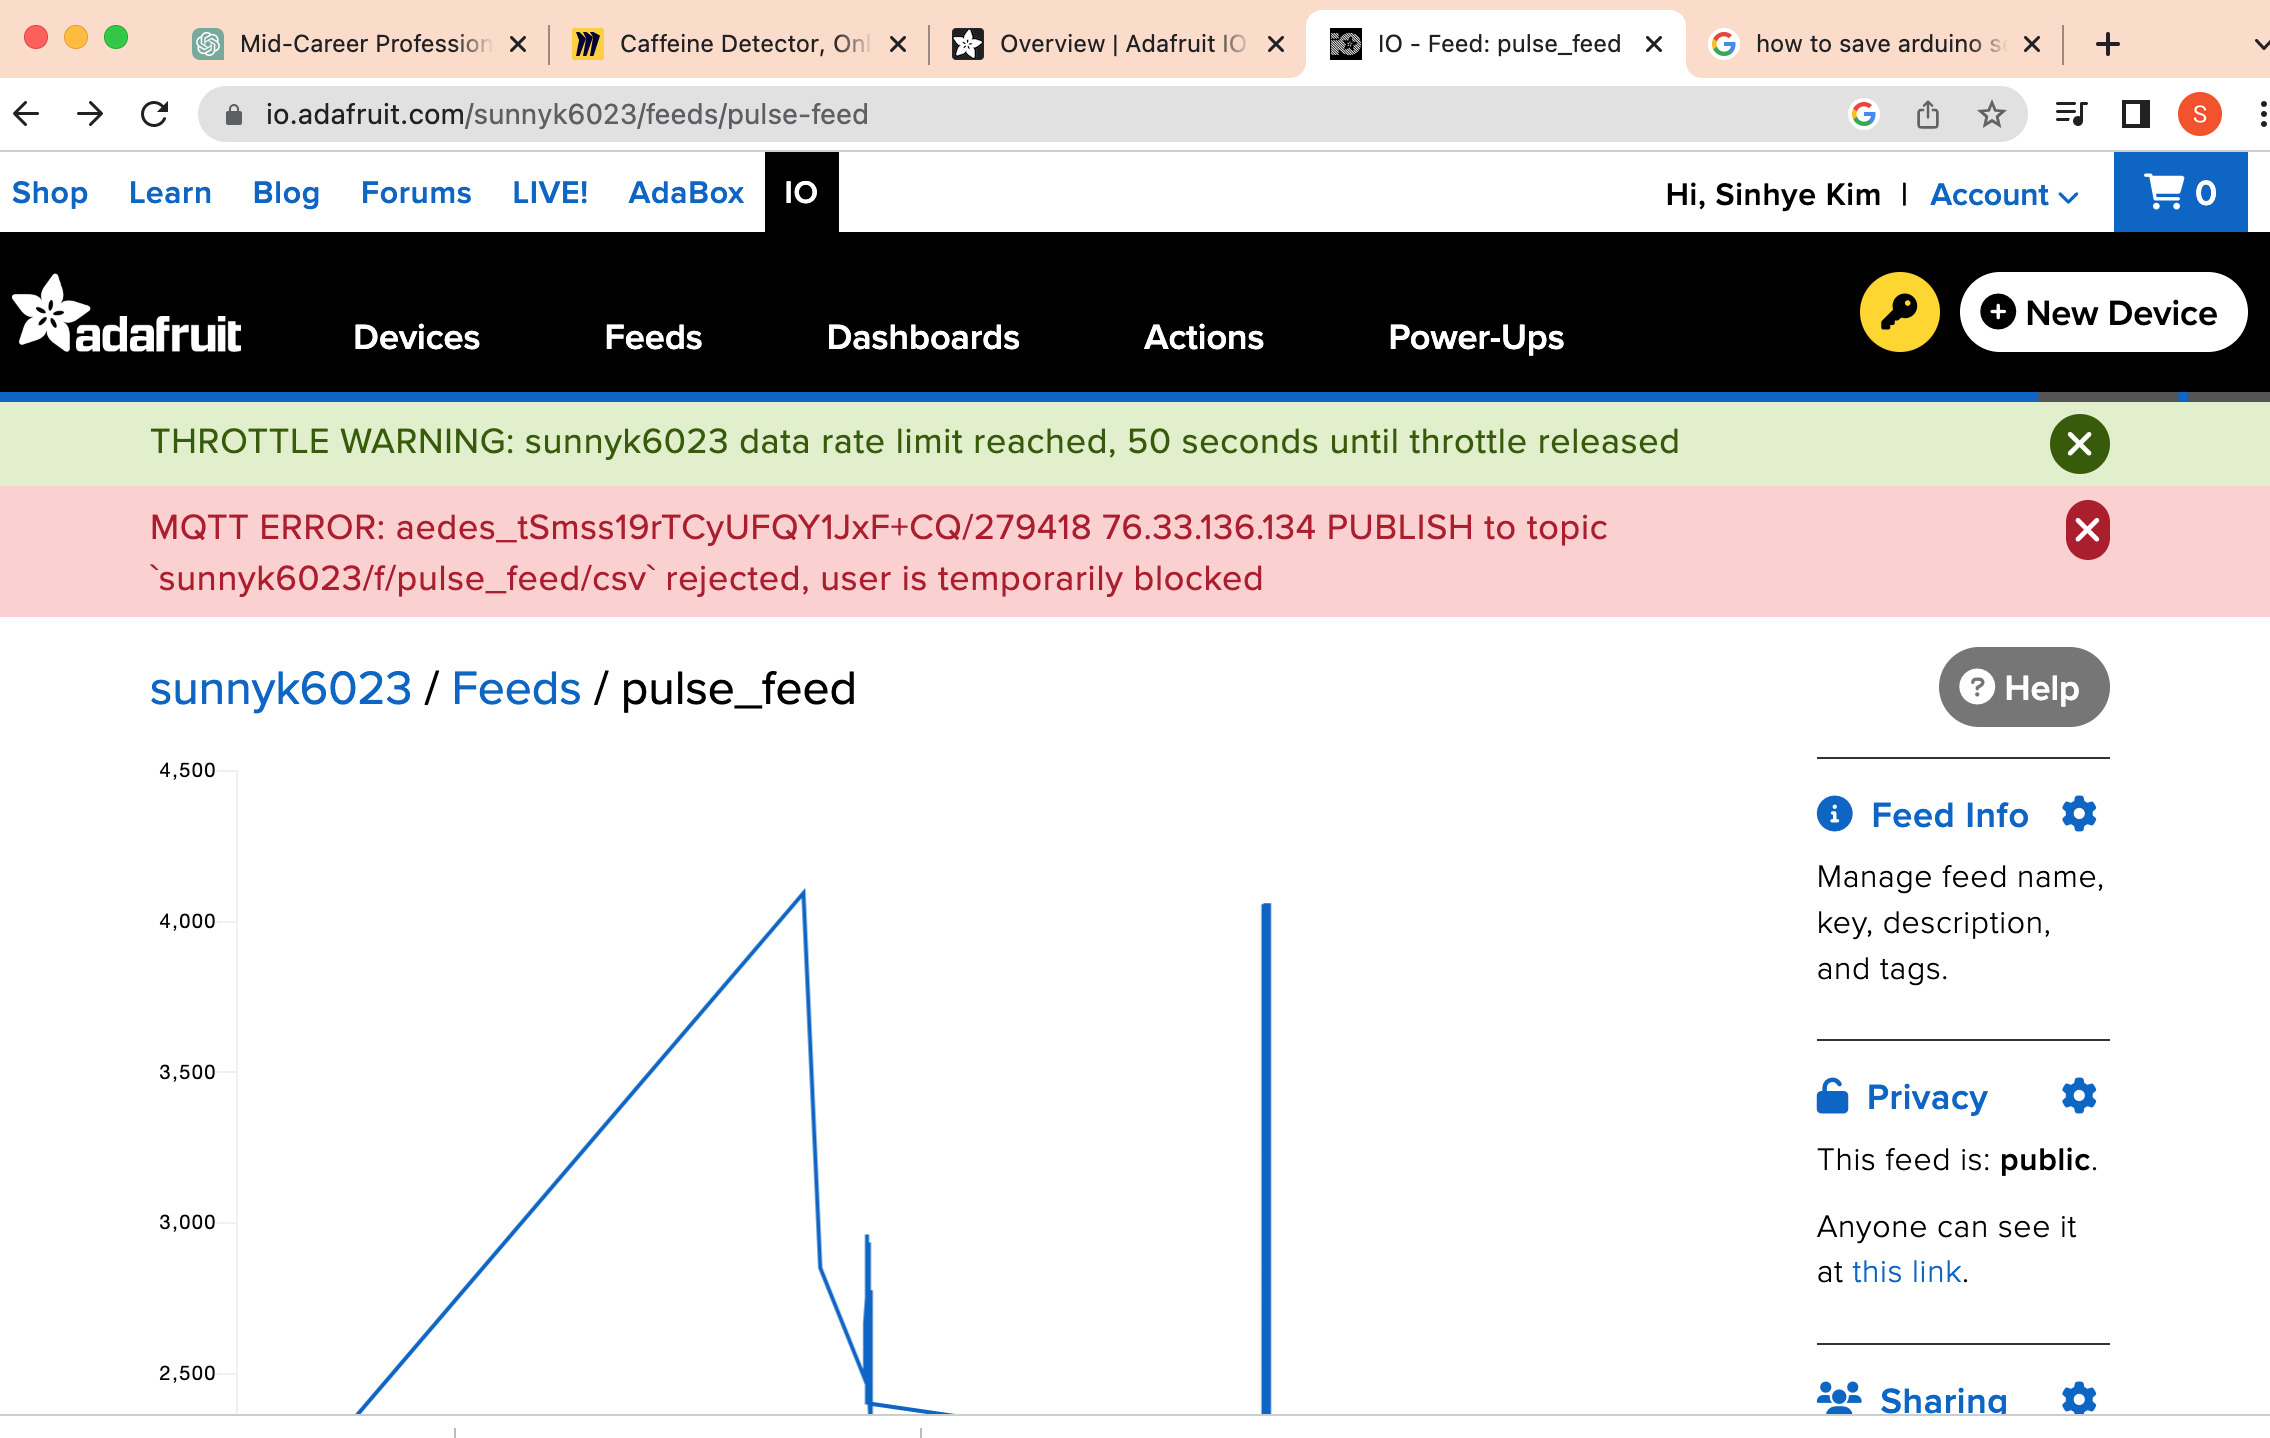 Mid-Career Profession
Caffeine Detector, Onl
Overview | Adafruit IO
IO - Feed: pulse_feed
how to save arduino s
io.adafruit.com/sunnyk6023/feeds/pulse-feed
S
Shop Learn Blog Forums LIVE! AdaBox IO
Hi, Sinhye Kim | Account
0
adafruit
Devices Feeds Dashboards Actions Power-Ups
New Device
THROTTLE WARNING: sunnyk6023 data rate limit reached, 50 seconds until throttle released
MQTT ERROR: aedes_tSmss19rTCyUFQY1JxF+CQ/279418 76.33.136.134 PUBLISH to topic
`sunnyk6023/f/pulse_feed/csv` rejected, user is temporarily blocked
sunnyk6023 / Feeds / pulse_feed
? Help
4,500
4,000
3,500
3,000
2,500
Feed Info
Manage feed name,
key, description,
and tags.
Privacy
This feed is: public.
Anyone can see it
at this link.
Sharing